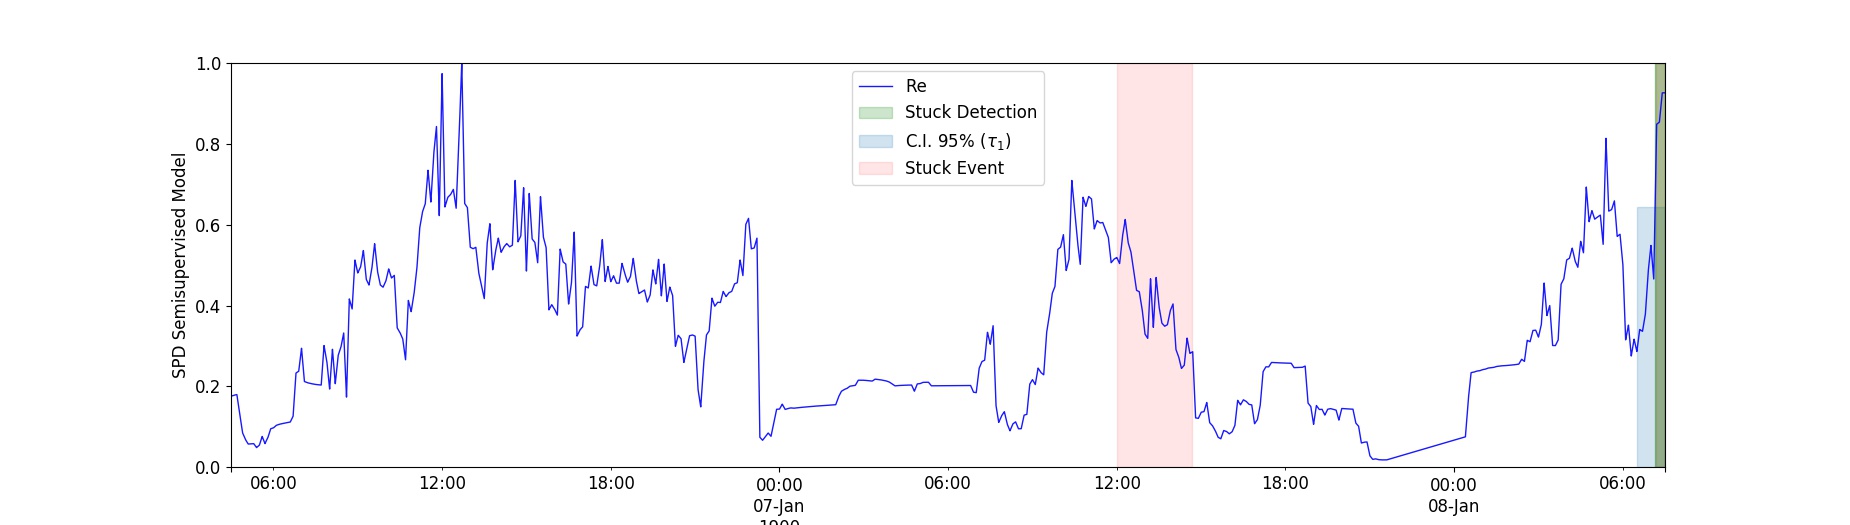 1.0
0.8
0.6
0.4
0.2
0.0
SPD Semisupervised Model
Re
Stuck Detection
C.I. 95% (τ₁)
Stuck Event
06:00 12:00 18:00 00:00 06:00 12:00 18:00 00:00 06:00
07-Jan 08-Jan
1900